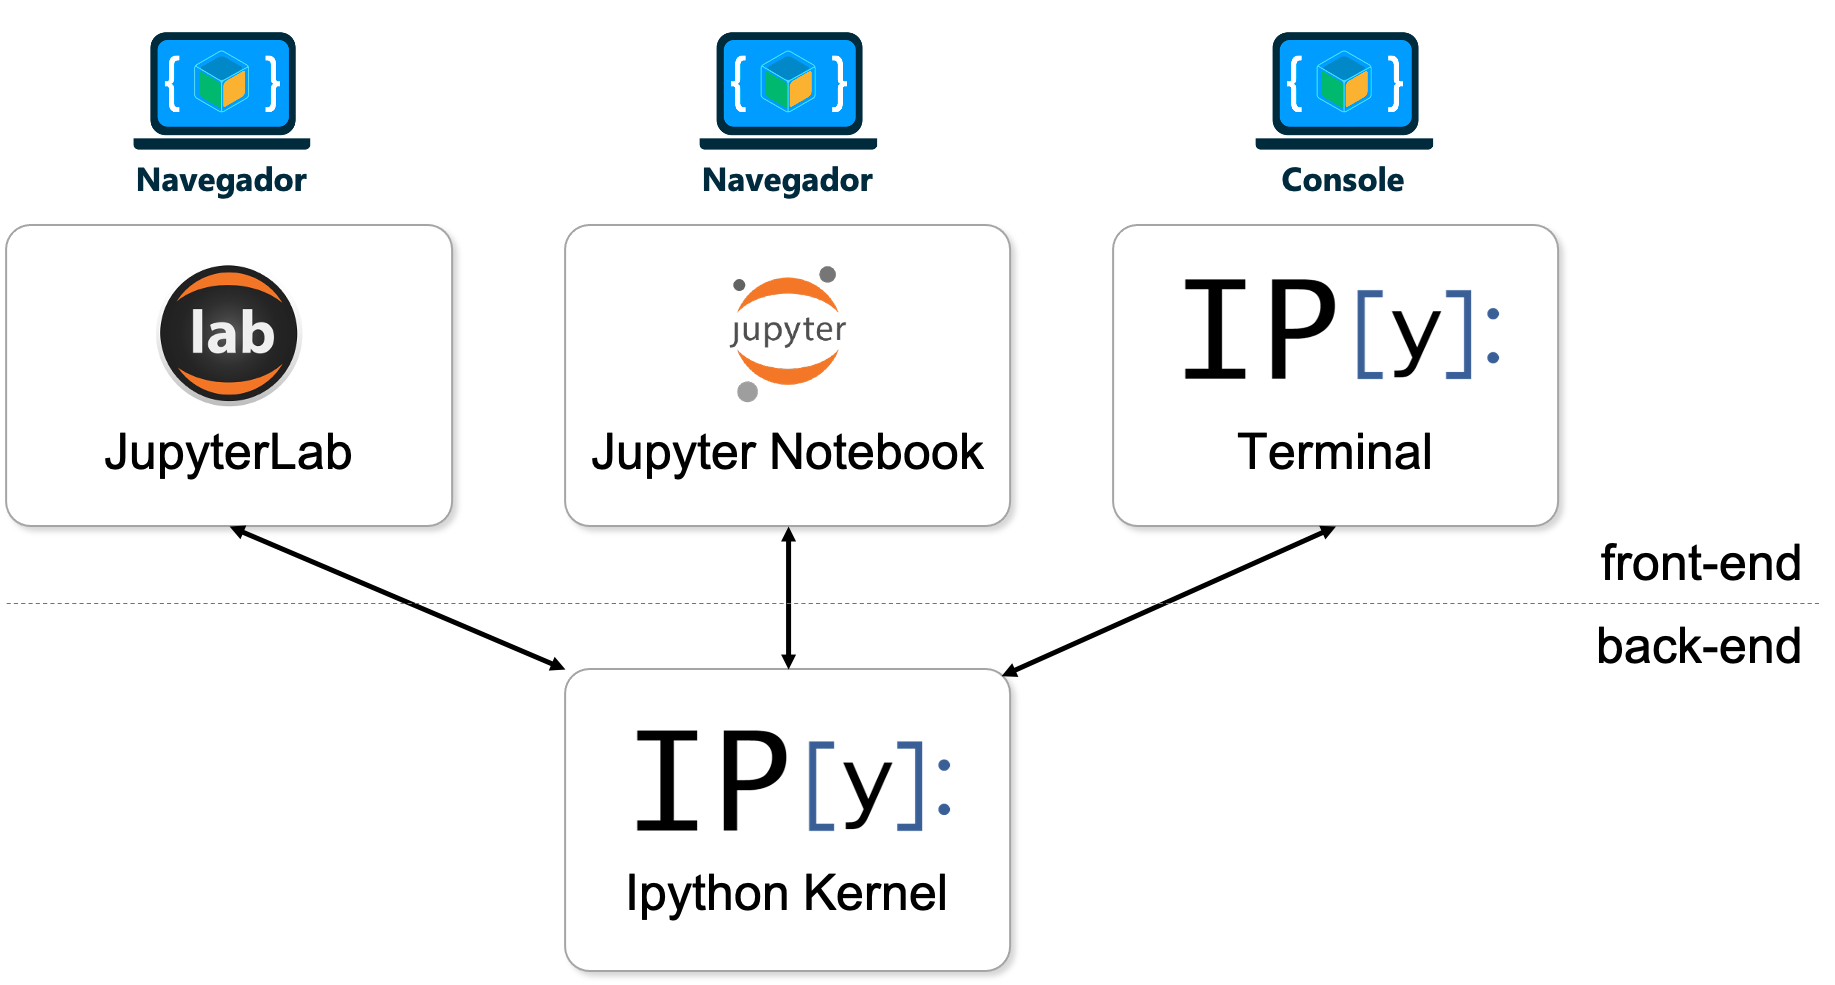 { }
Navegador
{ }
Navegador
{ }
Console
lab
JupyterLab
jupyter
Jupyter Notebook
IP[y]:
Terminal
front-end
back-end
IP[y]:
Ipython Kernel